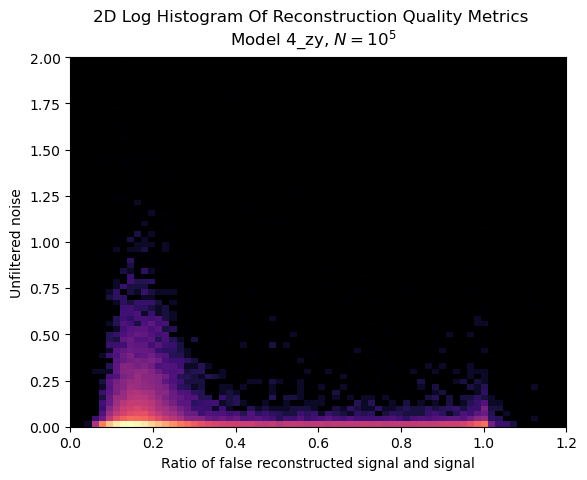 2D Log Histogram Of Reconstruction Quality Metrics
Model 4_zy, $N = 10^5$
2.00
1.75
1.50
1.25
1.00
0.75
0.50
0.25
0.00
Unfiltered noise
0.0 0.2 0.4 0.6 0.8 1.0 1.2
Ratio of false reconstructed signal and signal